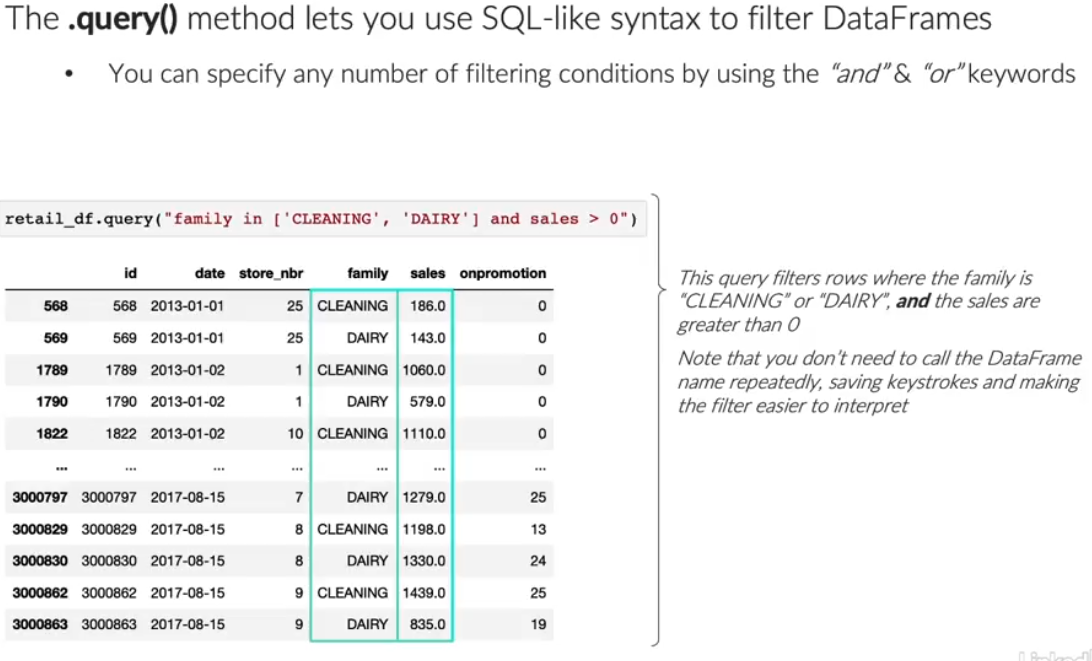 The .query() method lets you use SQL-like syntax to filter DataFrames
• You can specify any number of filtering conditions by using the “and” & “or” keywords
retail_df.query("family in ['CLEANING', 'DAIRY'] and sales > 0")
id date store_nbr family sales onpromotion
568 568 2013-01-01 25 CLEANING 186.0 0
569 569 2013-01-01 25 DAIRY 143.0 0
1789 1789 2013-01-02 1 CLEANING 1060.0 0
1790 1790 2013-01-02 1 DAIRY 579.0 0
1822 1822 2013-01-02 10 CLEANING 1110.0 0
... ... ... ... ... ... ...
3000797 3000797 2017-08-15 7 DAIRY 1279.0 25
3000829 3000829 2017-08-15 8 CLEANING 1198.0 13
3000830 3000830 2017-08-15 8 DAIRY 1330.0 24
3000862 3000862 2017-08-15 9 CLEANING 1439.0 25
3000863 3000863 2017-08-15 9 DAIRY 835.0 19
This query filters rows where the family is
“CLEANING” or “DAIRY”, and the sales are
greater than 0
Note that you don’t need to call the DataFrame
name repeatedly, saving keystrokes and making
the filter easier to interpret